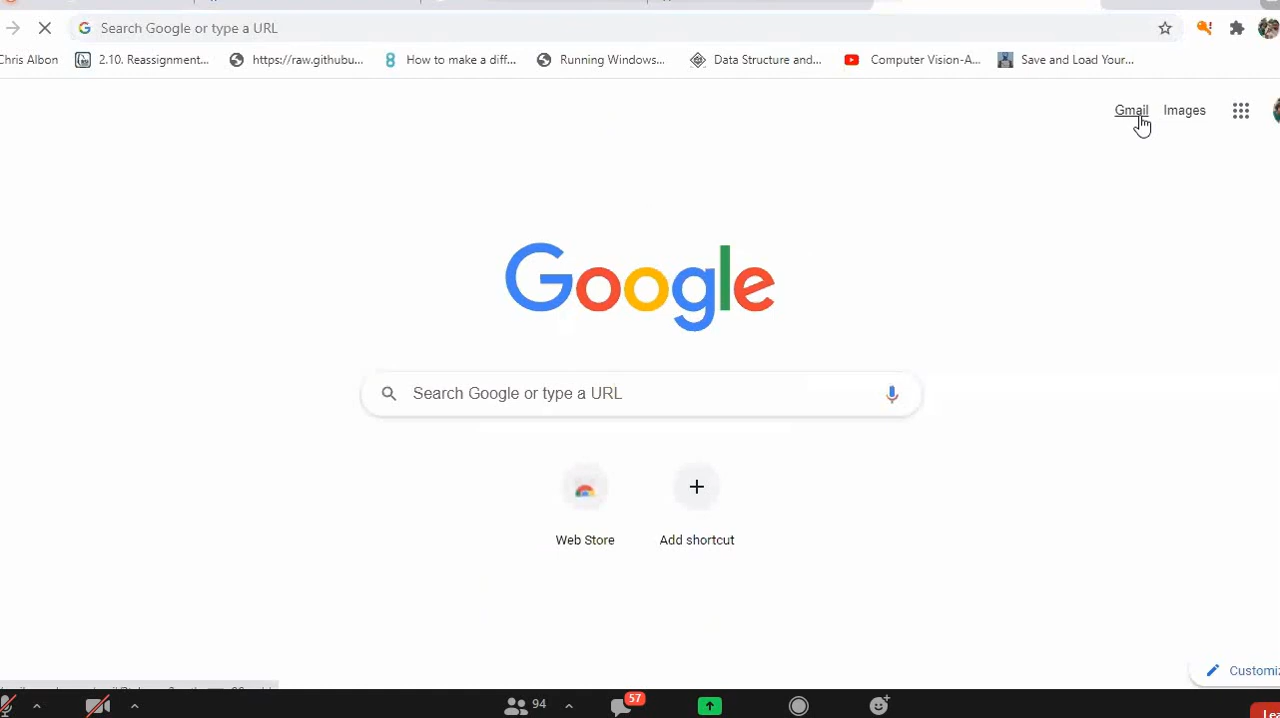 Search Google or type a URL
Chris Albon 2.10. Reassignment... https://raw.githubu... How to make a diff... Running Windows... Data Structure and... Computer Vision-A... Save and Load Your...
Gmail Images
Google
Search Google or type a URL
Web Store Add shortcut
Customiz
94 57
Lea